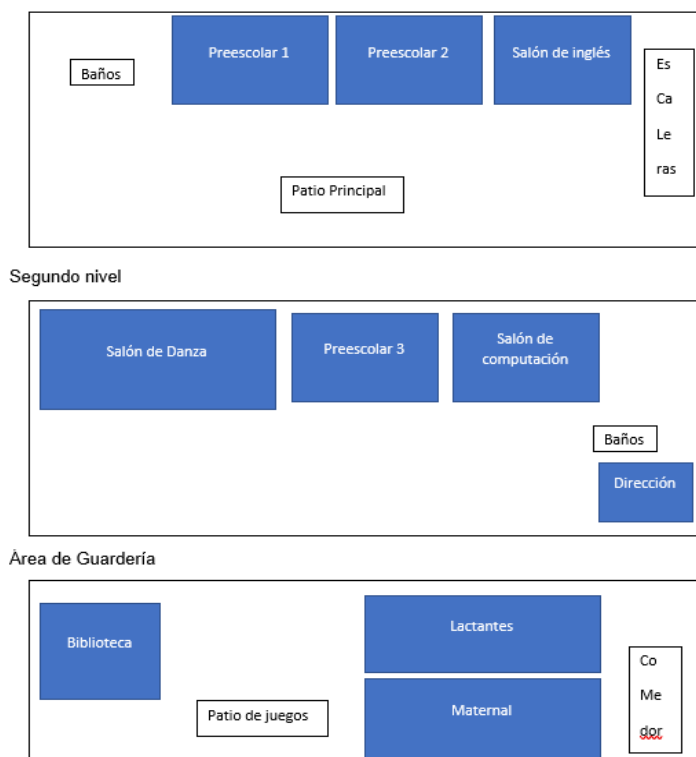 Baños
Preescolar 1
Preescolar 2
Salón de inglés
Es
Ca
Le
ras
Patio Principal
Segundo nivel
Salón de Danza
Preescolar 3
Salón de
computación
Baños
Dirección
Área de Guardería
Biblioteca
Lactantes
Patio de juegos
Maternal
Co
Me
dor